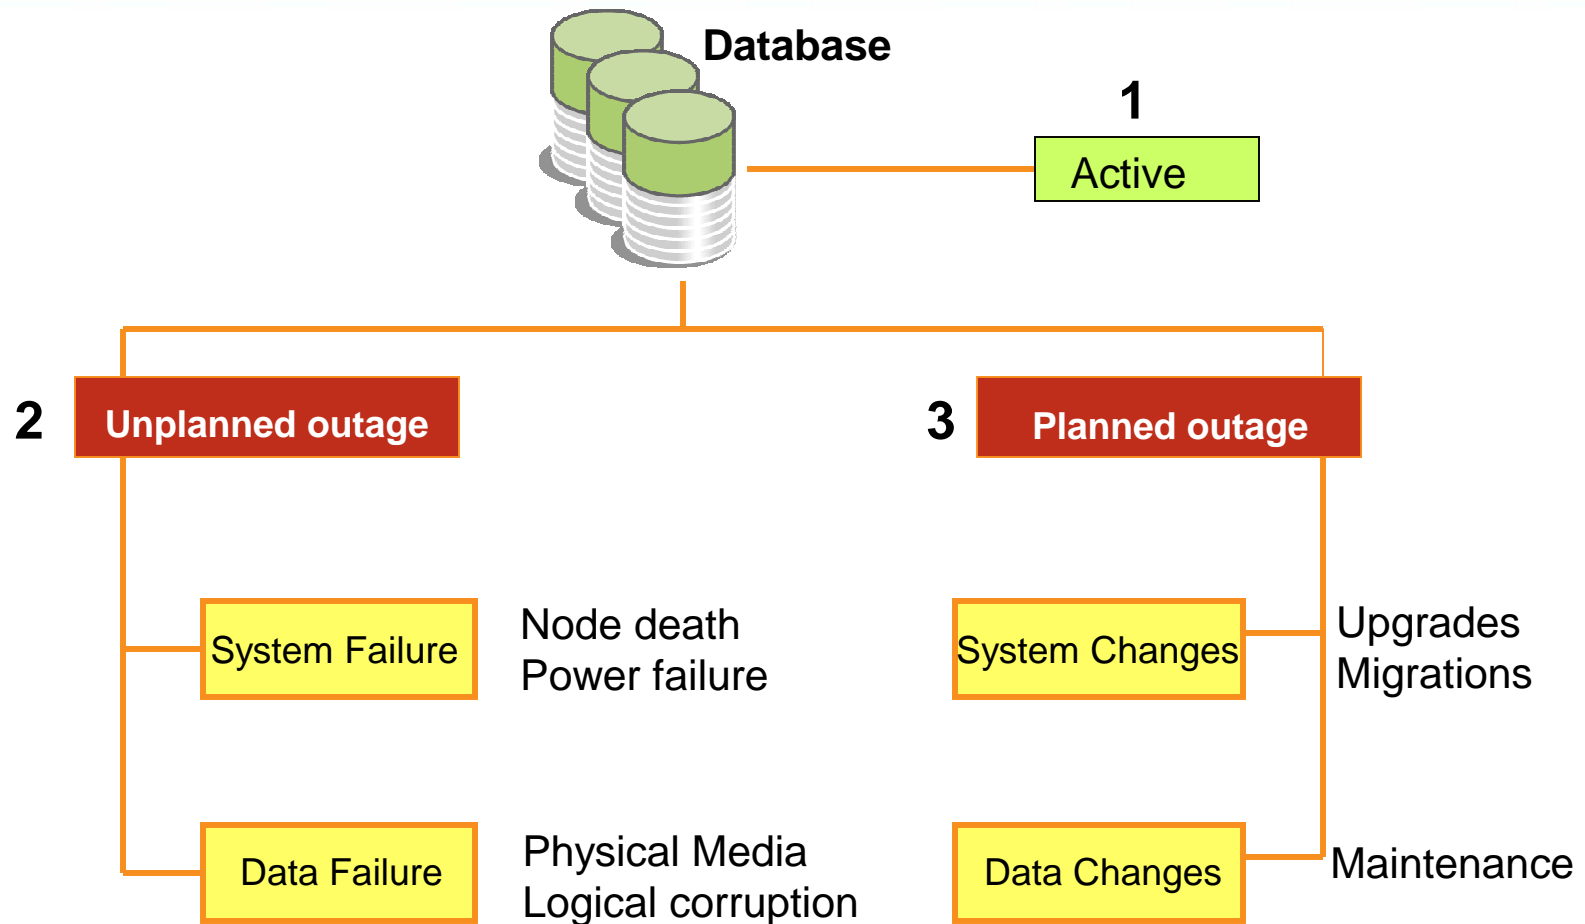 Database
1
Active
2
Unplanned outage
3
Planned outage
System Failure
Node death
Power failure
System Changes
Upgrades
Migrations
Data Failure
Physical Media
Logical corruption
Data Changes
Maintenance